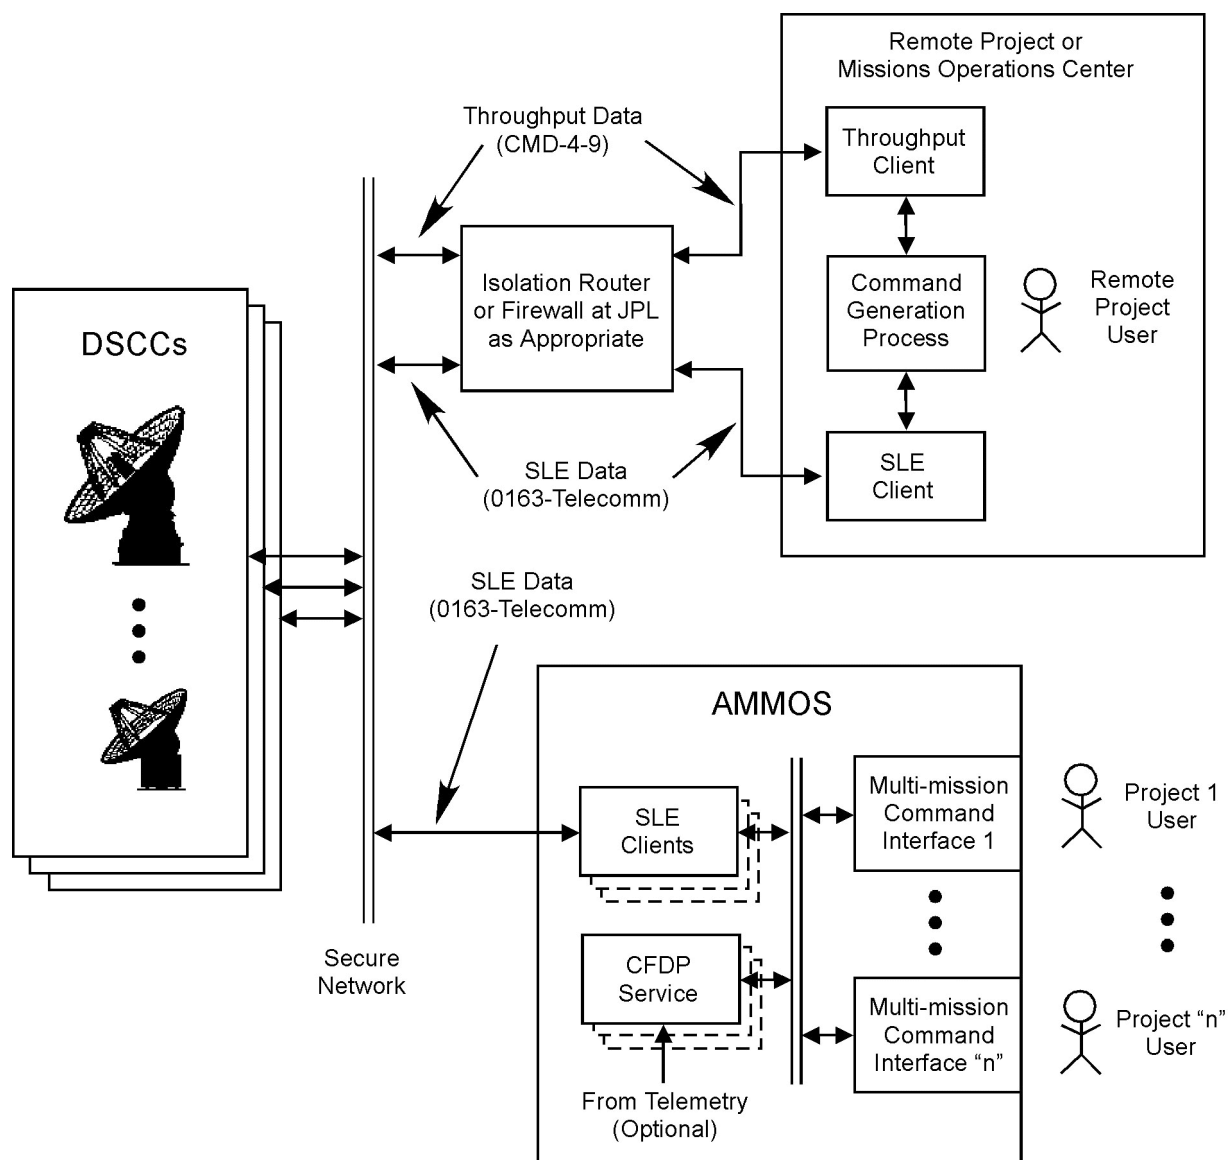 Remote Project or
Missions Operations Center
Throughput Data
(CMD-4-9)
Throughput
Client
Isolation Router
or Firewall at JPL
as Appropriate
Command
Generation
Process
Remote
Project
User
DSCCs
SLE Data
(0163-Telecomm)
SLE
Client
SLE Data
(0163-Telecomm)
AMMOS
SLE
Clients
Multi-mission
Command
Interface 1
Project 1
User
Secure
Network
CFDP
Service
Multi-mission
Command
Interface “n”
Project “n”
User
From Telemetry
(Optional)